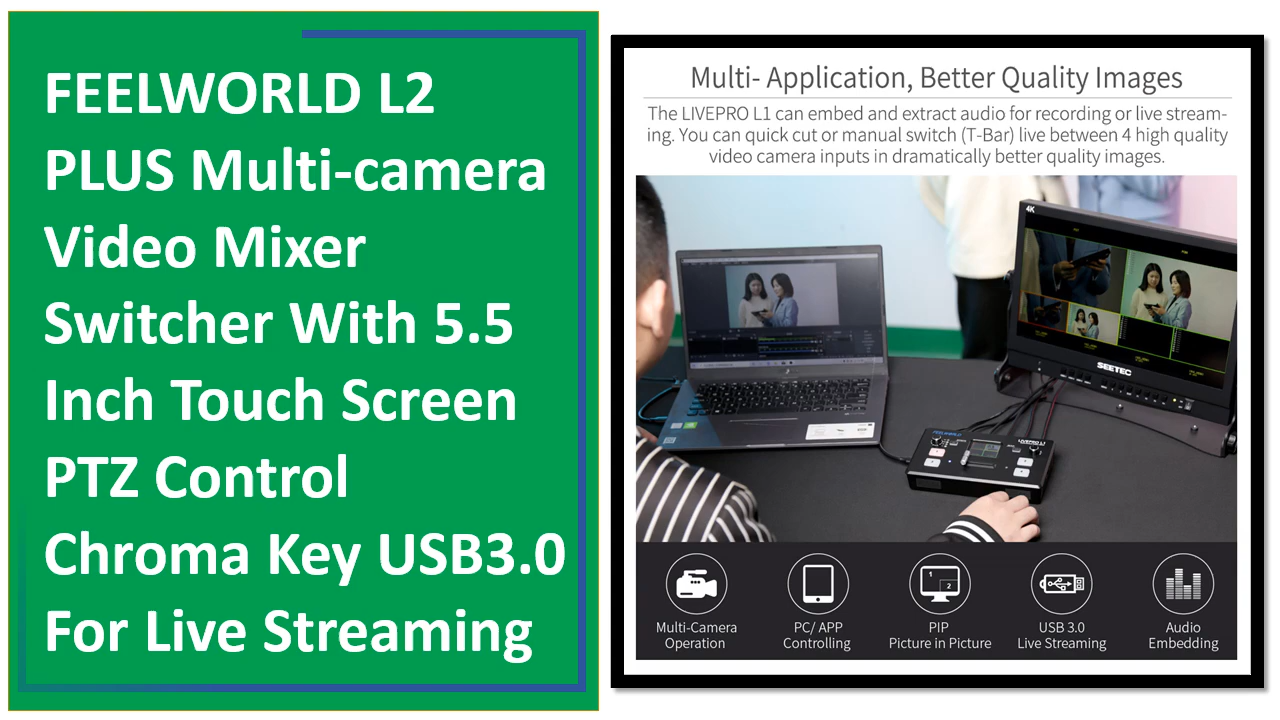 FEELWORLD L2
PLUS Multi-camera
Video Mixer
Switcher With 5.5
Inch Touch Screen
PTZ Control
Chroma Key USB3.0
For Live Streaming
Multi- Application, Better Quality Images
The LIVEPRO L1 can embed and extract audio for recording or live stream-
ing. You can quick cut or manual switch (T-Bar) live between 4 high quality
video camera inputs in dramatically better quality images.
4K
SEETEC
FEELWORLD
LIVEPRO L1
1
2
Multi-Camera
Operation
PC/ APP
Controlling
PIP
Picture in Picture
USB 3.0
Live Streaming
Audio
Embedding